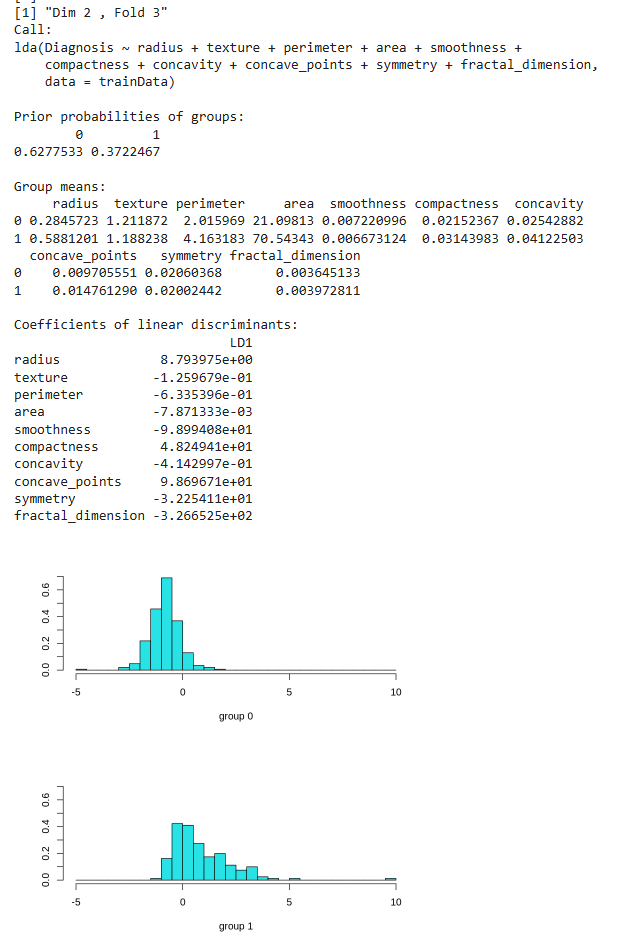 [1] "Dim 2 , Fold 3"
Call:
lda(Diagnosis ~ radius + texture + perimeter + area + smoothness +
    compactness + concavity + concave_points + symmetry + fractal_dimension,
    data = trainData)
Prior probabilities of groups:
        0         1
0.6277533 0.3722467
Group means:
     radius  texture perimeter     area  smoothness compactness  concavity
0 0.2845723 1.211872  2.015969 21.09813 0.007220996  0.02152367 0.02542882
1 0.5881201 1.188238  4.163183 70.54343 0.006673124  0.03143983 0.04122503
  concave_points   symmetry fractal_dimension
0    0.009705551 0.02060368       0.003645133
1    0.014761290 0.02002442       0.003972811
Coefficients of linear discriminants:
                            LD1
radius             8.793975e+00
texture           -1.259679e-01
perimeter         -6.335396e-01
area              -7.871333e-03
smoothness        -9.899408e+01
compactness        4.824941e+01
concavity         -4.142997e-01
concave_points     9.869671e+01
symmetry          -3.225411e+01
fractal_dimension -3.266525e+02
0.6
0.4
0.2
0.0
-5 0 5 10
group 0
0.6
0.4
0.2
0.0
-5 0 5 10
group 1